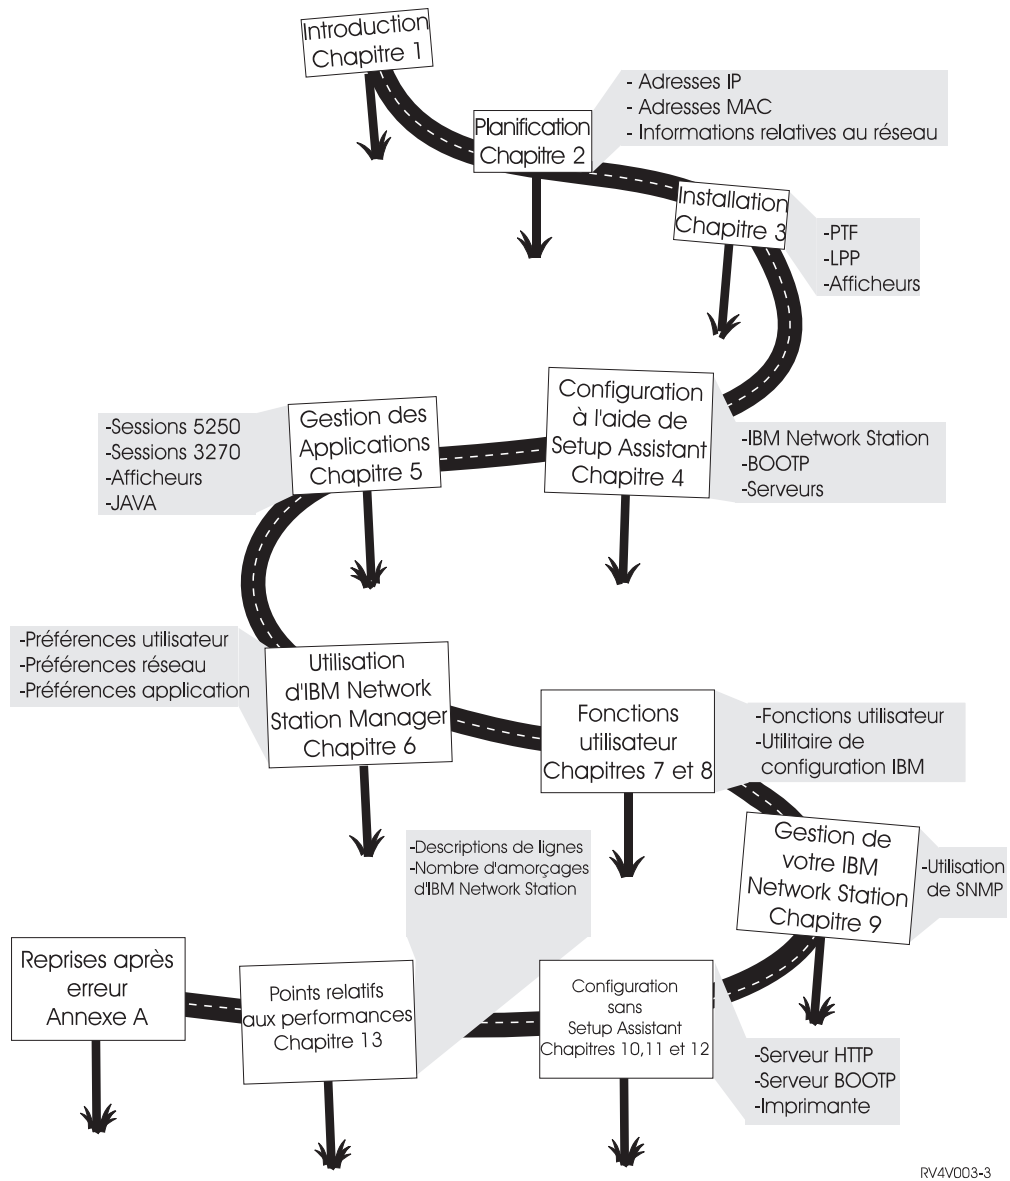 Introduction
Chapitre 1
Planification
Chapitre 2
- Adresses IP
- Adresses MAC
- Informations relatives au réseau
Installation
Chapitre 3
-PTF
-LPP
-Afficheurs
Configuration
à l'aide de
Setup Assistant
Chapitre 4
-IBM Network Station
-BOOTP
-Serveurs
Gestion des
Applications
Chapitre 5
-Sessions 5250
-Sessions 3270
-Afficheurs
-JAVA
Utilisation
d'IBM Network
Station Manager
Chapitre 6
-Préférences utilisateur
-Préférences réseau
-Préférences application
Fonctions
utilisateur
Chapitres 7 et 8
-Fonctions utilisateur
-Utilitaire de
configuration IBM
Gestion de
votre IBM
Network Station
Chapitre 9
-Utilisation
de SNMP
Configuration
sans
Setup Assistant
Chapitres 10,11 et 12
-Serveur HTTP
-Serveur BOOTP
-Imprimante
Points relatifs
aux performances
Chapitre 13
-Descriptions de lignes
-Nombre d'amorçages
d'IBM Network Station
Reprises après
erreur
Annexe A
RV4V003-3